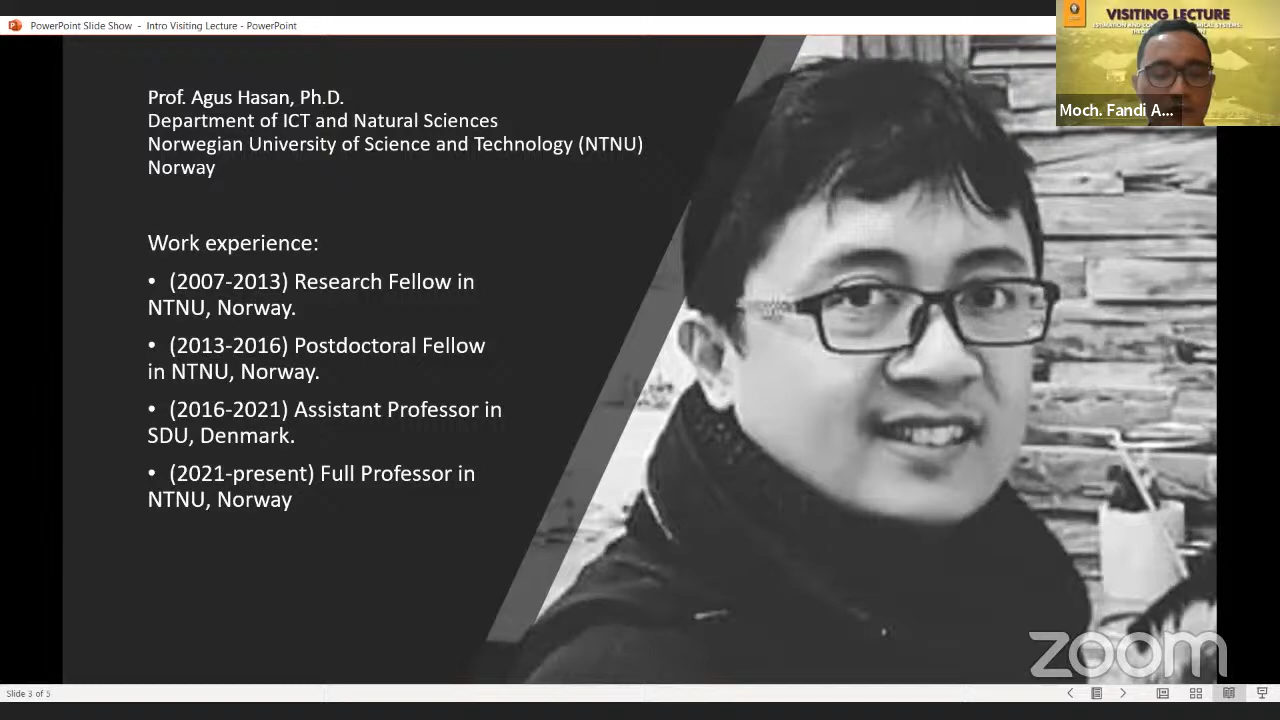 PowerPoint Slide Show - Intro Visiting Lecture - PowerPoint
VISITING LECTURE
Moch. Fandi A...
Prof. Agus Hasan, Ph.D.
Department of ICT and Natural Sciences
Norwegian University of Science and Technology (NTNU)
Norway
Work experience:
• (2007-2013) Research Fellow in
NTNU, Norway.
• (2013-2016) Postdoctoral Fellow
in NTNU, Norway.
• (2016-2021) Assistant Professor in
SDU, Denmark.
• (2021-present) Full Professor in
NTNU, Norway
zoom
Slide 3 of 5